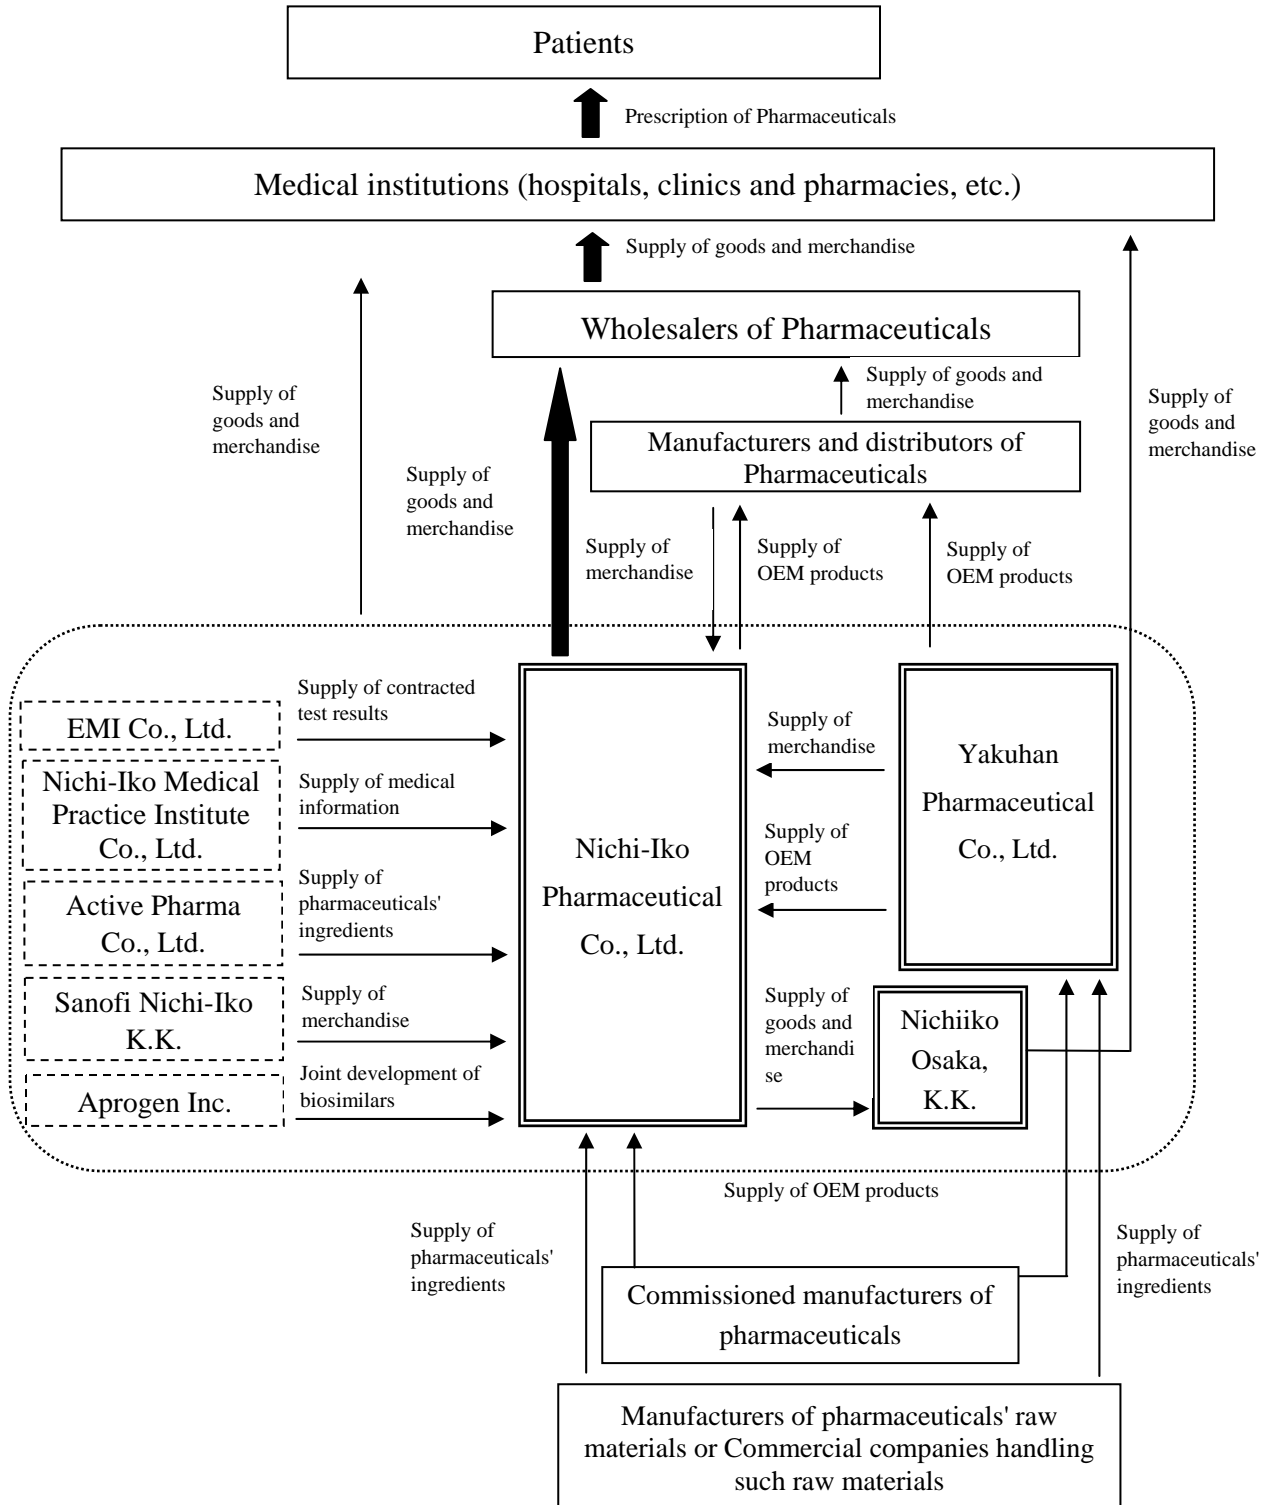 Patients
Prescription of Pharmaceuticals
Medical institutions (hospitals, clinics and pharmacies, etc.)
Supply of goods and merchandise
Wholesalers of Pharmaceuticals
Supply of goods and
merchandise
Supply of
goods and
merchandise
Supply of
goods and
merchandise
Manufacturers and distributors of
Pharmaceuticals
Supply of
goods and
merchandise
Supply of
merchandise
Supply of
OEM products
Supply of
OEM products
EMI Co., Ltd.
Supply of contracted
test results
Nichi-Iko Medical
Practice Institute
Co., Ltd.
Supply of medical
information
Active Pharma
Co., Ltd.
Supply of
pharmaceuticals'
ingredients
Sanofi Nichi-Iko
K.K.
Supply of
merchandise
Aprogen Inc.
Joint development of
biosimilars
Nichi-Iko
Pharmaceutical
Co., Ltd.
Supply of
merchandise
Supply of
OEM
products
Yakuhan
Pharmaceutical
Co., Ltd.
Supply of
goods and
merchandi
se
Nichiiko
Osaka,
K.K.
Supply of OEM products
Supply of
pharmaceuticals'
ingredients
Supply of
pharmaceuticals'
ingredients
Commissioned manufacturers of
pharmaceuticals
Manufacturers of pharmaceuticals' raw
materials or Commercial companies handling
such raw materials